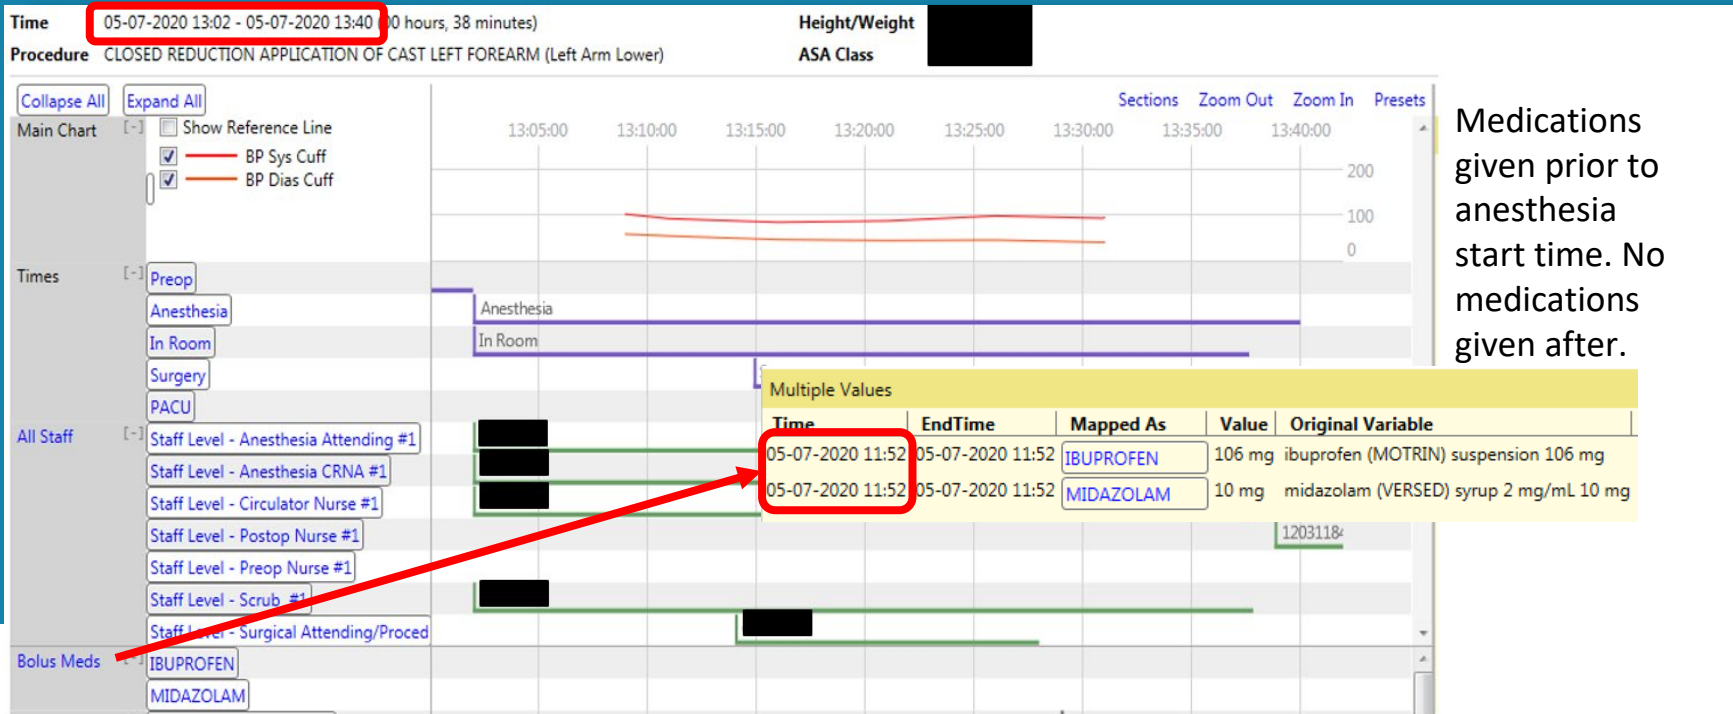 Time 05-07-2020 13:02 - 05-07-2020 13:40 (00 hours, 38 minutes) Height/Weight
Procedure CLOSED REDUCTION APPLICATION OF CAST LEFT FOREARM (Left Arm Lower) ASA Class
Collapse All Expand All Sections Zoom Out Zoom In Presets
Main Chart [-] Show Reference Line 13:05:00 13:10:00 13:15:00 13:20:00 13:25:00 13:30:00 13:35:00 13:40:00
BP Sys Cuff
BP Dias Cuff
200
100
0
Medications
given prior to
anesthesia
start time. No
medications
given after.
Times [-] Preop
Anesthesia Anesthesia
In Room In Room
Surgery
PACU
Multiple Values
Time EndTime Mapped As Value Original Variable
05-07-2020 11:52 05-07-2020 11:52 IBUPROFEN 106 mg ibuprofen (MOTRIN) suspension 106 mg
05-07-2020 11:52 05-07-2020 11:52 MIDAZOLAM 10 mg midazolam (VERSED) syrup 2 mg/mL 10 mg
All Staff [-] Staff Level - Anesthesia Attending #1
Staff Level - Anesthesia CRNA #1
Staff Level - Circulator Nurse #1
Staff Level - Postop Nurse #1 1203118
Staff Level - Preop Nurse #1
Staff Level - Scrub #1
Staff Level - Surgical Attending/Proced
Bolus Meds [-] IBUPROFEN
MIDAZOLAM